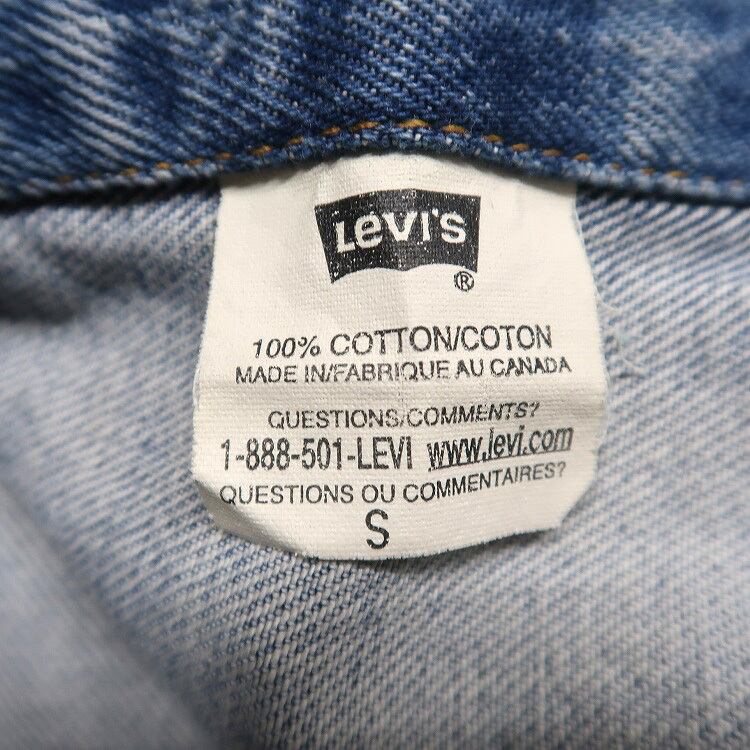 Levi's
®
100% COTTON/COTON
MADE IN/FABRIQUE AU CANADA
QUESTIONS/COMMENTS?
1-888-501-LEVI www.levi.com
QUESTIONS OU COMMENTAIRES?
S